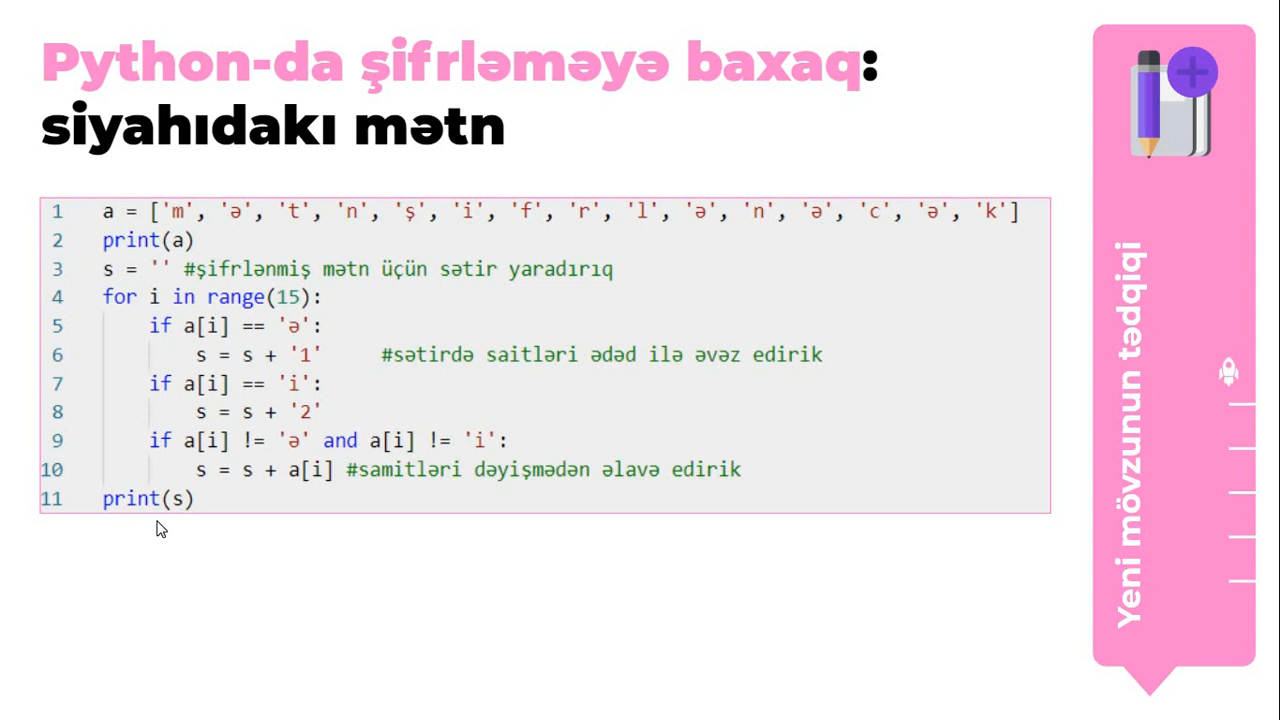 Python-da şifrləməyə baxaq:
siyahıdakı mətn
1 a = ['m', 'ə', 't', 'n', 'ş', 'i', 'f', 'r', 'l', 'ə', 'n', 'ə', 'c', 'ə', 'k']
2 print(a)
3 s = '' #şifrlənmiş mətn üçün sətir yaradırıq
4 for i in range(15):
5 if a[i] == 'ə':
6 s = s + '1' #sətirdə saitləri ədəd ilə əvəz edirik
7 if a[i] == 'i':
8 s = s + '2'
9 if a[i] != 'ə' and a[i] != 'i':
10 s = s + a[i] #samitləri dəyişmədən əlavə edirik
11 print(s)
Yeni mövzunun tədqiqi